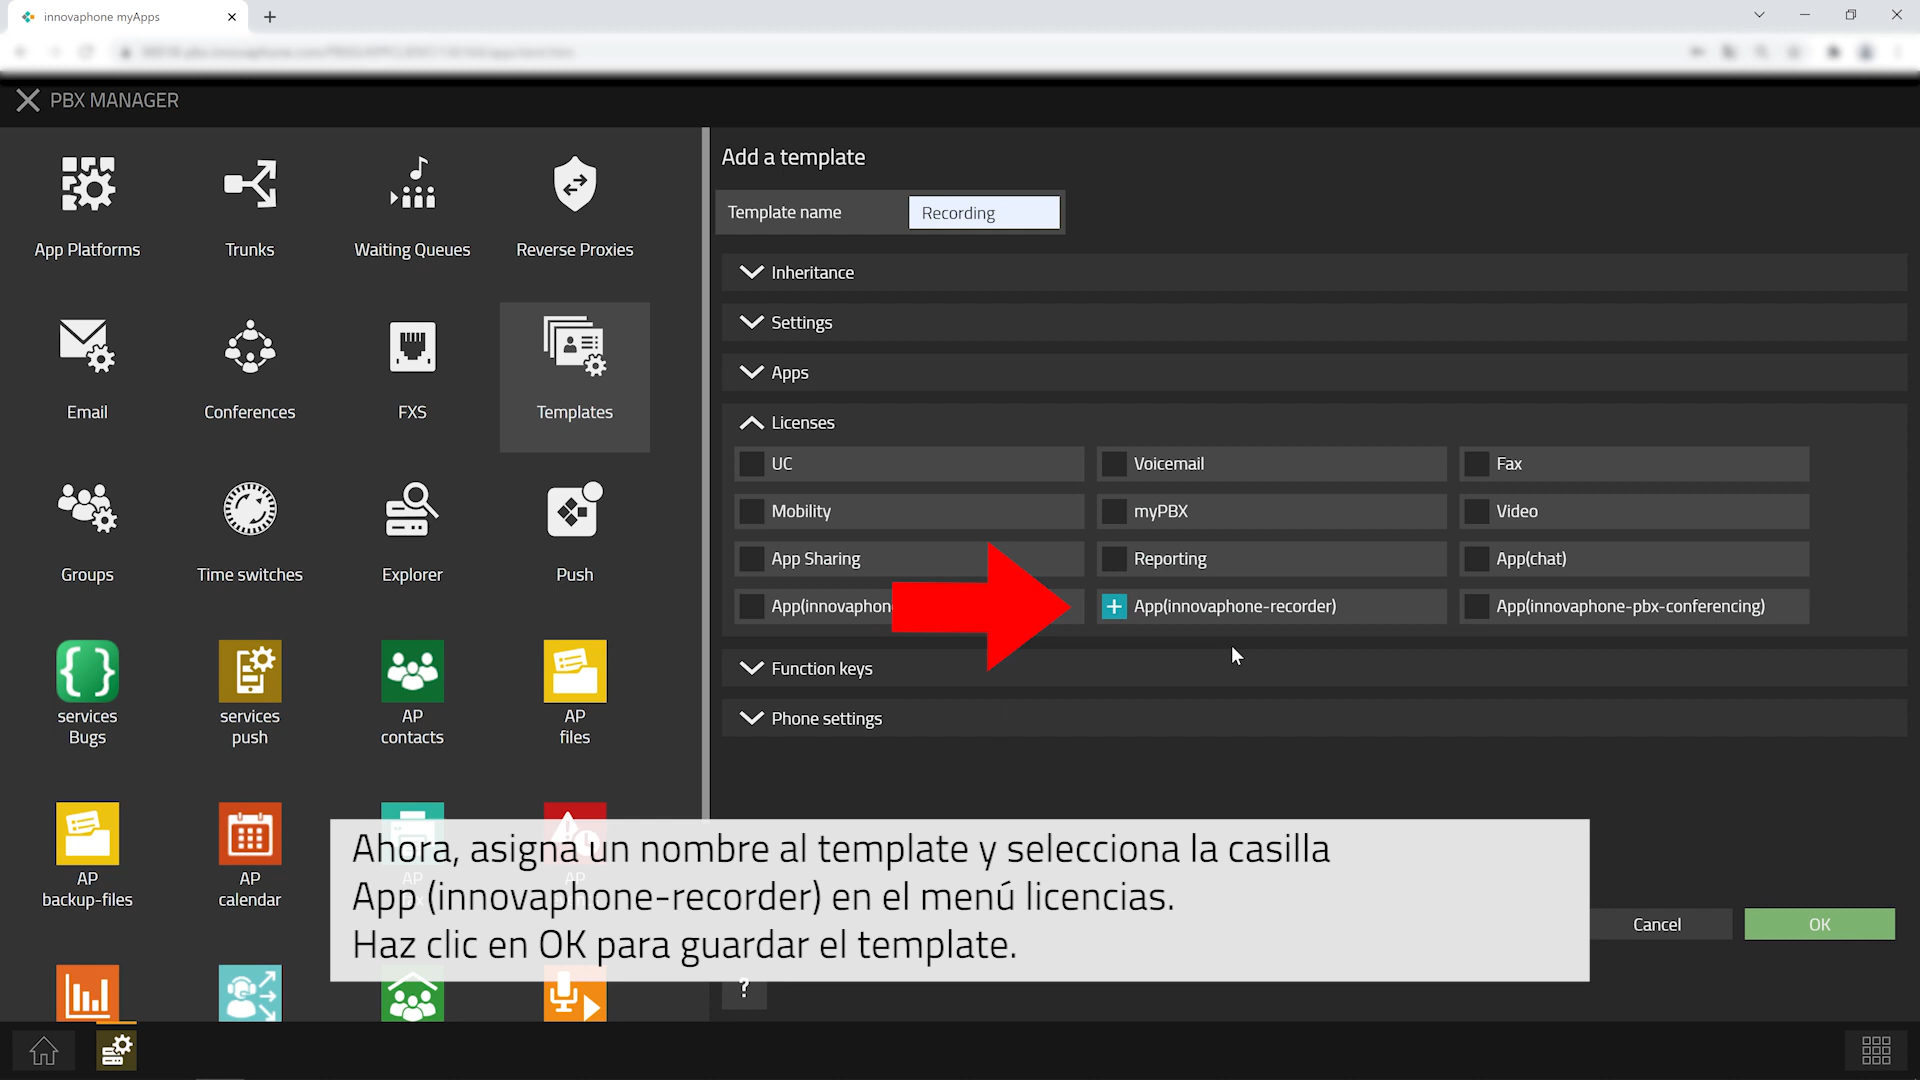 innovaphone myApps
PBX MANAGER
App Platforms
Trunks
Waiting Queues
Reverse Proxies
Email
Conferences
FXS
Templates
Groups
Time switches
Explorer
Push
services
Bugs
services
push
AP
contacts
AP
files
AP
backup-files
AP
calendar
Add a template
Template name
Recording
Inheritance
Settings
Apps
Licenses
UC
Voicemail
Fax
Mobility
myPBX
Video
App Sharing
Reporting
App(chat)
App(innovaphon
App(innovaphone-recorder)
App(innovaphone-pbx-conferencing)
Function keys
Phone settings
Ahora, asigna un nombre al template y selecciona la casilla
App (innovaphone-recorder) en el menú licencias.
Haz clic en OK para guardar el template.
Cancel
OK
?